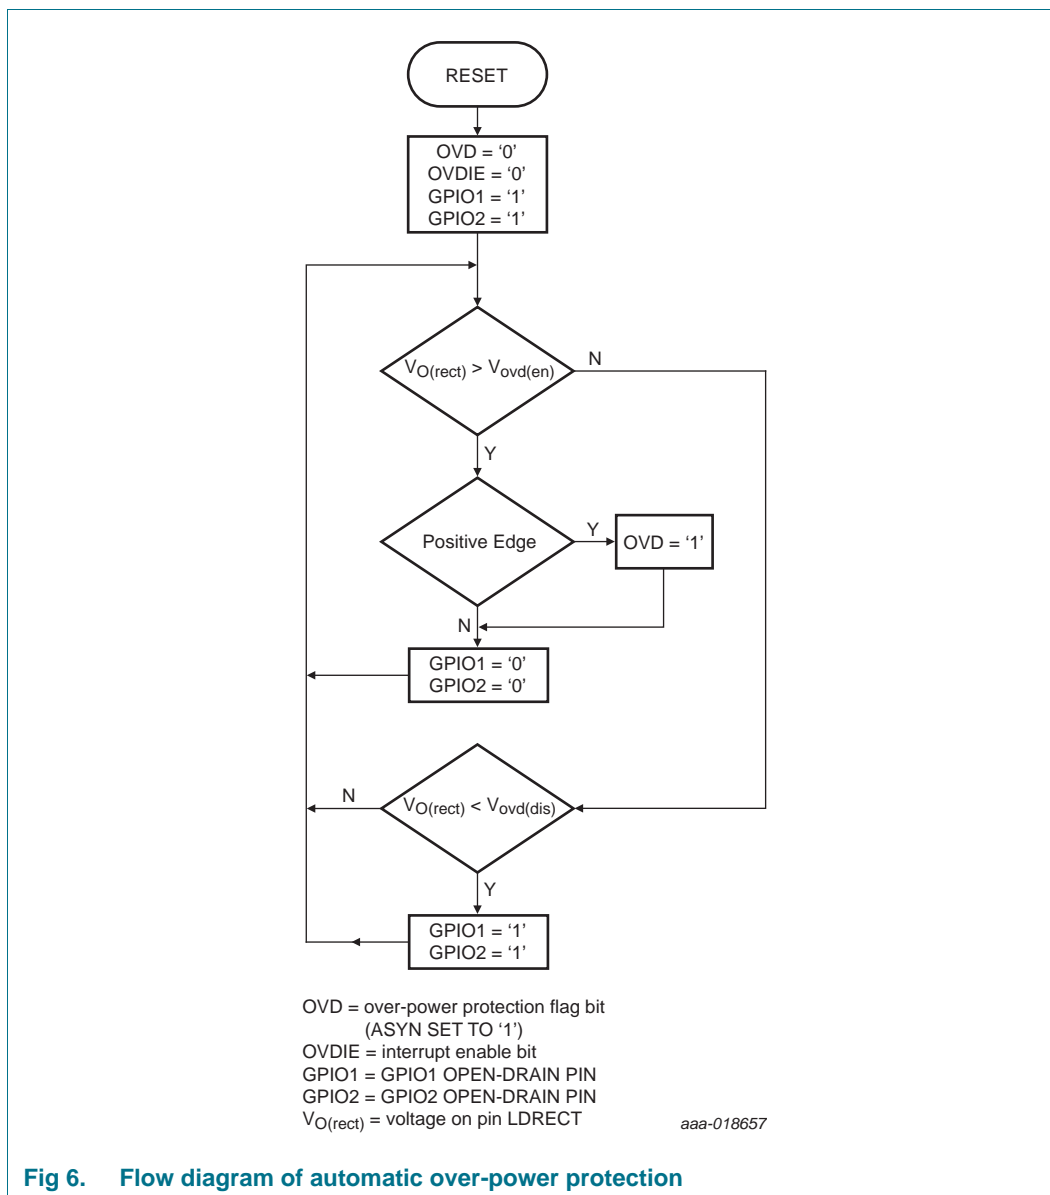 RESET
OVD = ‘0’
OVDIE = ‘0’
GPIO1 = ‘1’
GPIO2 = ‘1’
VO(rect) > Vovd(en)
N
Y
Positive Edge
Y
OVD = ‘1’
N
GPIO1 = ‘0’
GPIO2 = ‘0’
N
VO(rect) < Vovd(dis)
Y
GPIO1 = ‘1’
GPIO2 = ‘1’
OVD = over-power protection flag bit
(ASYN SET TO ‘1’)
OVDIE = interrupt enable bit
GPIO1 = GPIO1 OPEN-DRAIN PIN
GPIO2 = GPIO2 OPEN-DRAIN PIN
VO(rect) = voltage on pin LDRECT
aaa-018657
Fig 6. Flow diagram of automatic over-power protection